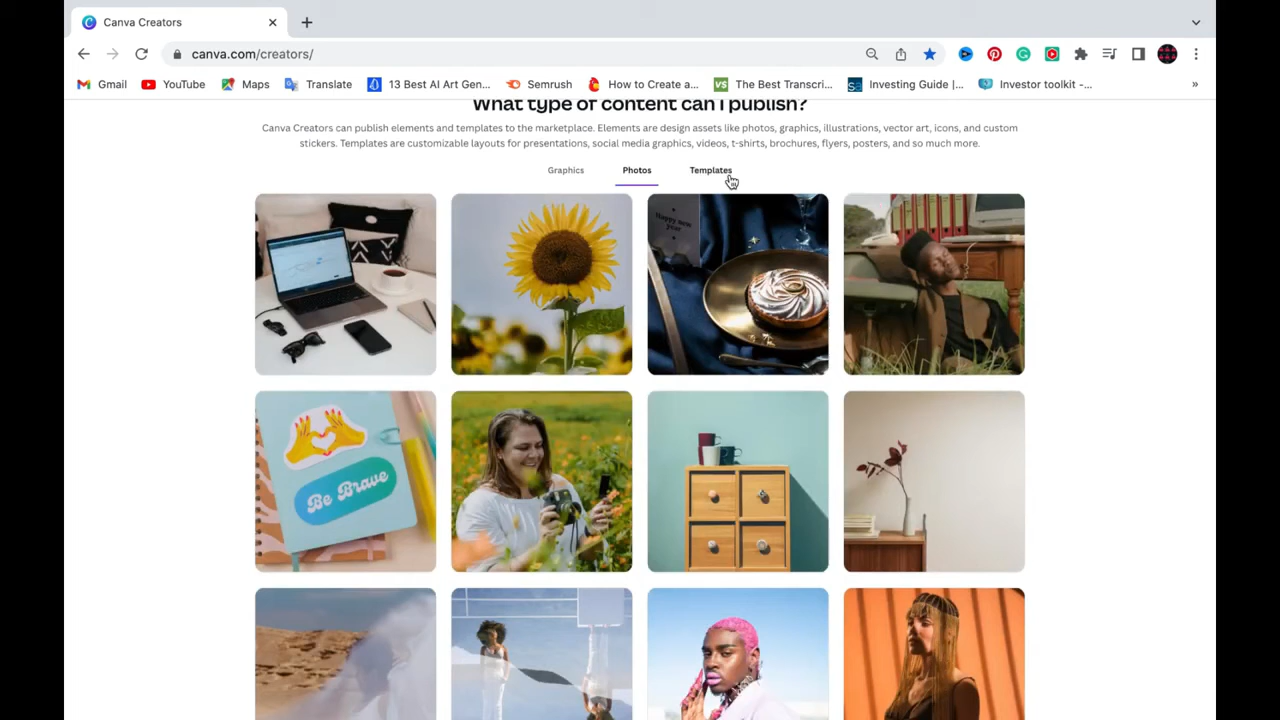 Canva Creators
canva.com/creators/
Gmail
YouTube
Maps
Translate
13 Best AI Art Gen...
Semrush
How to Create a...
The Best Transcri...
Investing Guide |...
Investor toolkit -...
»
What type of content can I publish?
Canva Creators can publish elements and templates to the marketplace. Elements are design assets like photos, graphics, illustrations, vector art, icons, and custom
stickers. Templates are customizable layouts for presentations, social media graphics, videos, t-shirts, brochures, flyers, posters, and so much more.
Graphics
Photos
Templates
Happy new
year
Be Brave